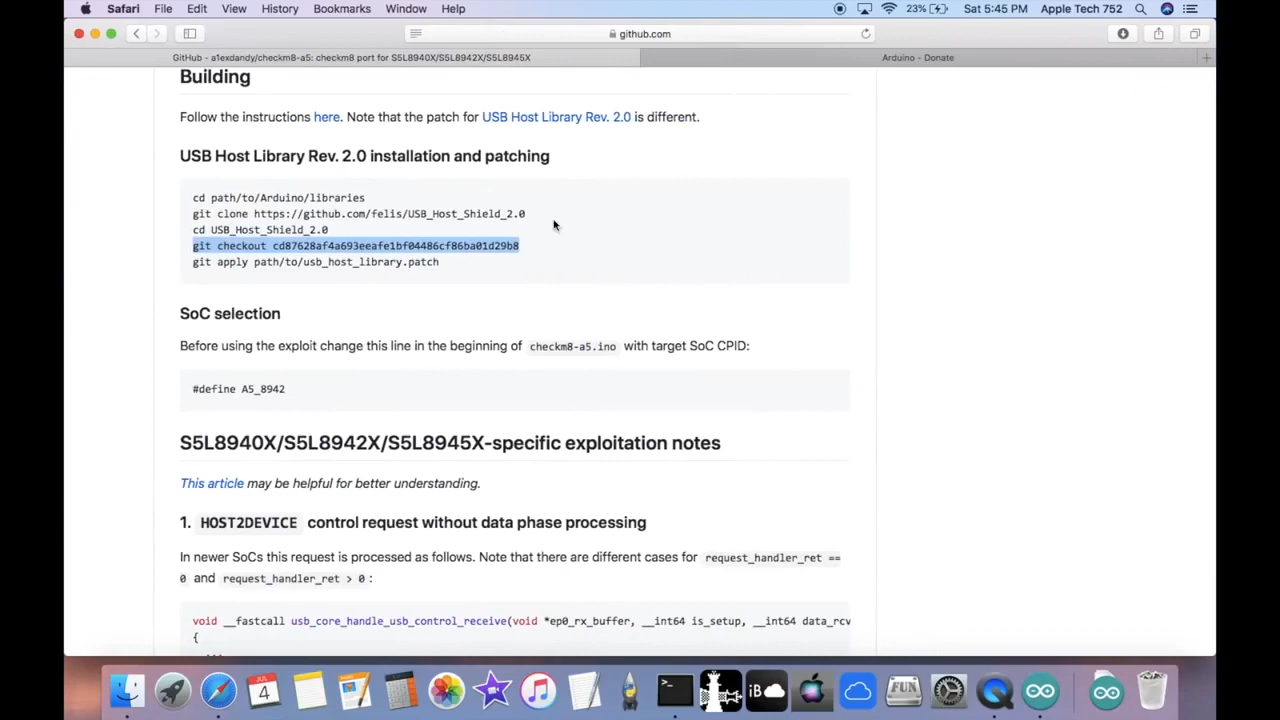 Safari File Edit View History Bookmarks Window Help 23% Sat 5:45 PM Apple Tech 752
github.com
GitHub - a1exdandy/checkm8-a5: checkm8 port for S5L8940X/S5L8942X/S5L8945X Arduino - Donate
Building
Follow the instructions here. Note that the patch for USB Host Library Rev. 2.0 is different.
USB Host Library Rev. 2.0 installation and patching
cd path/to/Arduino/libraries
git clone https://github.com/felis/USB_Host_Shield_2.0
cd USB_Host_Shield_2.0
git checkout cd87628af4a693eeafe1bf04486cf86ba01d29b8
git apply path/to/usb_host_library.patch
SoC selection
Before using the exploit change this line in the beginning of checkm8-a5.ino with target SoC CPID:
#define A5_8942
S5L8940X/S5L8942X/S5L8945X-specific exploitation notes
This article may be helpful for better understanding.
1. HOST2DEVICE control request without data phase processing
In newer SoCs this request is processed as follows. Note that there are different cases for request_handler_ret ==
0 and request_handler_ret > 0 :
void __fastcall usb_core_handle_usb_control_receive(void *ep0_rx_buffer, __int64 is_setup, __int64 data_rcv
{
...
JUL
4
>_
iB
FUN